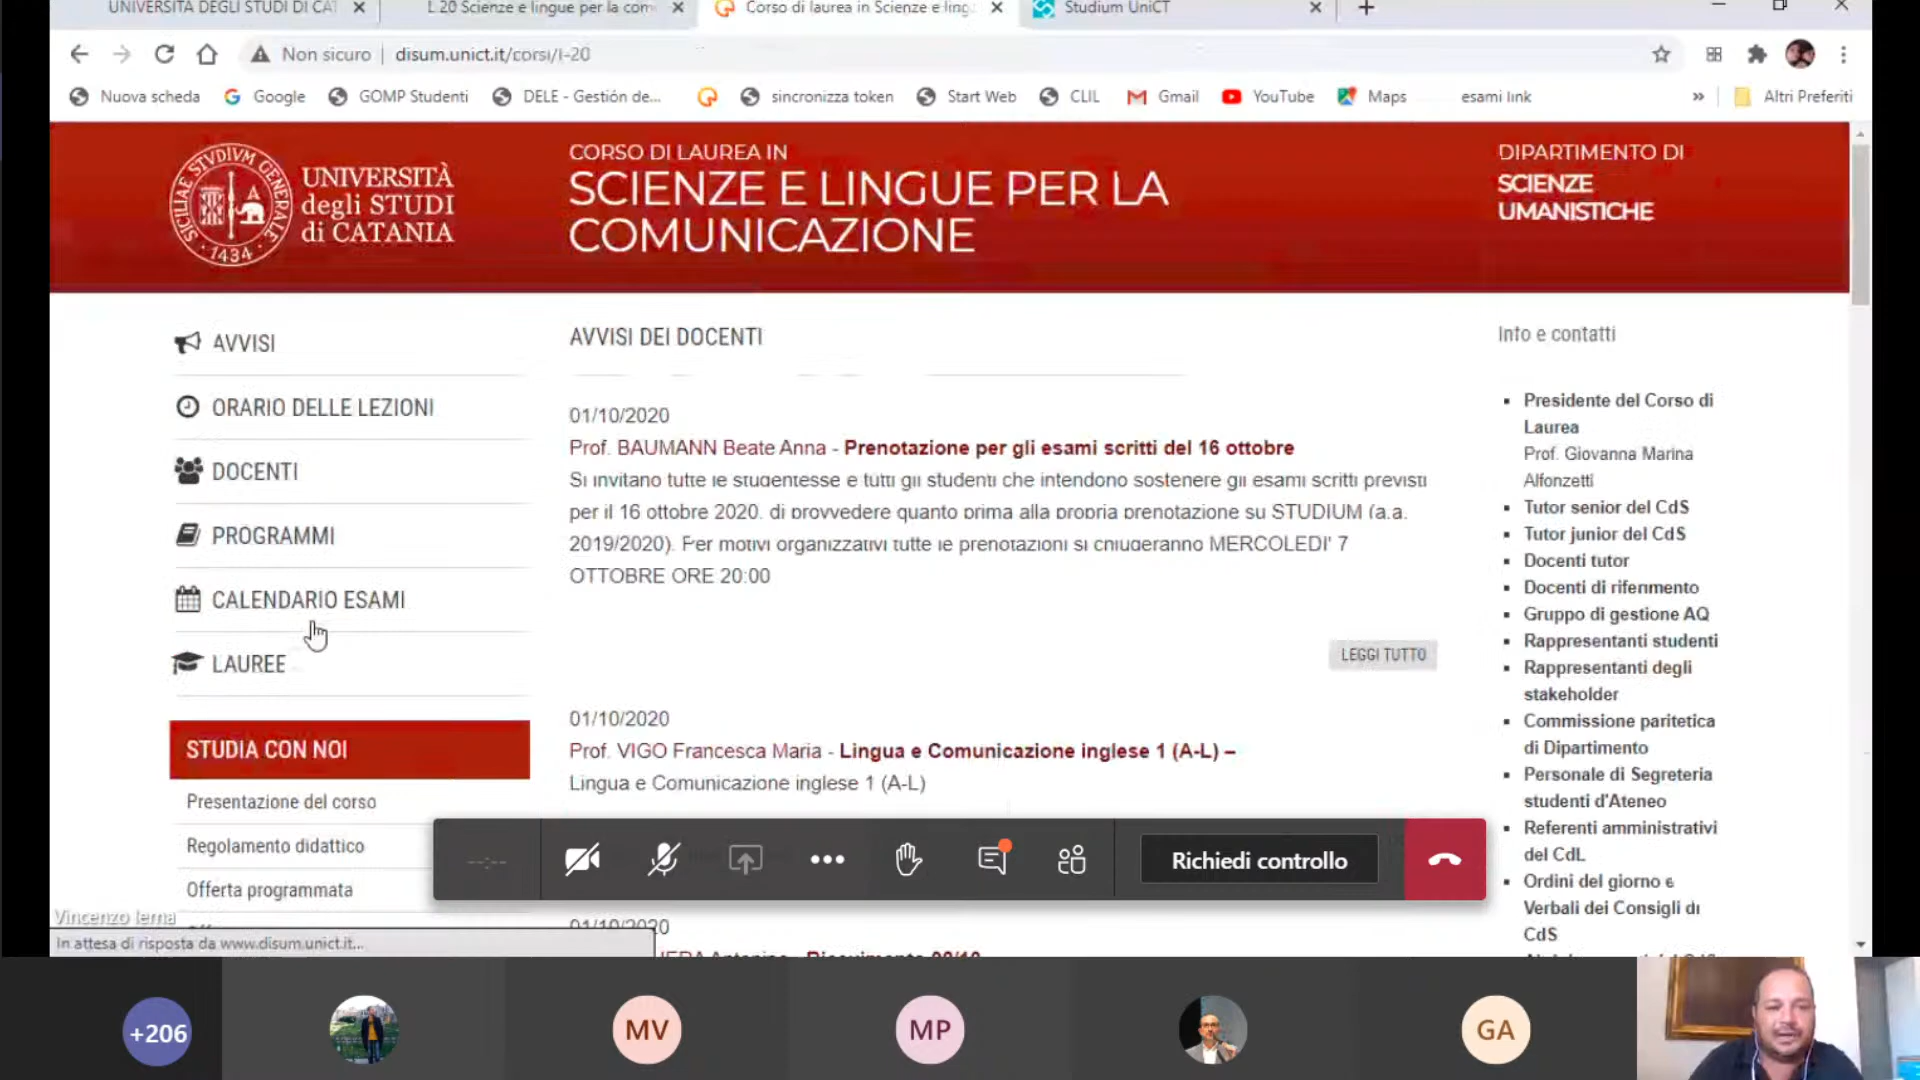 UNIVERSITÀ DEGLI STUDI DI CAT
L 20 Scienze e lingue per la com
Corso di laurea in Scienze e ling
Studium UniCT
Non sicuro | disum.unict.it/corsi/l-20
Nuova scheda
Google
GOMP Studenti
DELE - Gestión de...
sincronizza token
Start Web
CLIL
Gmail
YouTube
Maps
esami link
»
Altri Preferiti
SICILIAE STVDIVM GENERALE
1434
UNIVERSITÀ
degli STUDI
di CATANIA
CORSO DI LAUREA IN
SCIENZE E LINGUE PER LA
COMUNICAZIONE
DIPARTIMENTO DI
SCIENZE
UMANISTICHE
AVVISI
ORARIO DELLE LEZIONI
DOCENTI
PROGRAMMI
CALENDARIO ESAMI
LAUREE
STUDIA CON NOI
Presentazione del corso
Regolamento didattico
Offerta programmata
AVVISI DEI DOCENTI
01/10/2020
Prof. BAUMANN Beate Anna - Prenotazione per gli esami scritti del 16 ottobre
Si invitano tutte le studentesse e tutti gli studenti che intendono sostenere gli esami scritti previsti
per il 16 ottobre 2020, di provvedere quanto prima alla propria prenotazione su STUDIUM (a.a.
2019/2020). Per motivi organizzativi tutte le prenotazioni si chiuderanno MERCOLEDI' 7
OTTOBRE ORE 20:00
LEGGI TUTTO
01/10/2020
Prof. VIGO Francesca Maria - Lingua e Comunicazione inglese 1 (A-L) –
Lingua e Comunicazione inglese 1 (A-L)
01/10/2020
Antonino - Ricevimento
Info e contatti
Presidente del Corso di
Laurea
Prof. Giovanna Marina
Alfonzetti
Tutor senior del CdS
Tutor junior del CdS
Docenti tutor
Docenti di riferimento
Gruppo di gestione AQ
Rappresentanti studenti
Rappresentanti degli
stakeholder
Commissione paritetica
di Dipartimento
Personale di Segreteria
studenti d'Ateneo
Referenti amministrativi
del CdL
Ordini del giorno e
Verbali dei Consigli di
CdS
--:--
Richiedi controllo
Vincenzo Ierna
In attesa di risposta da www.disum.unict.it...
+206
MV
MP
GA